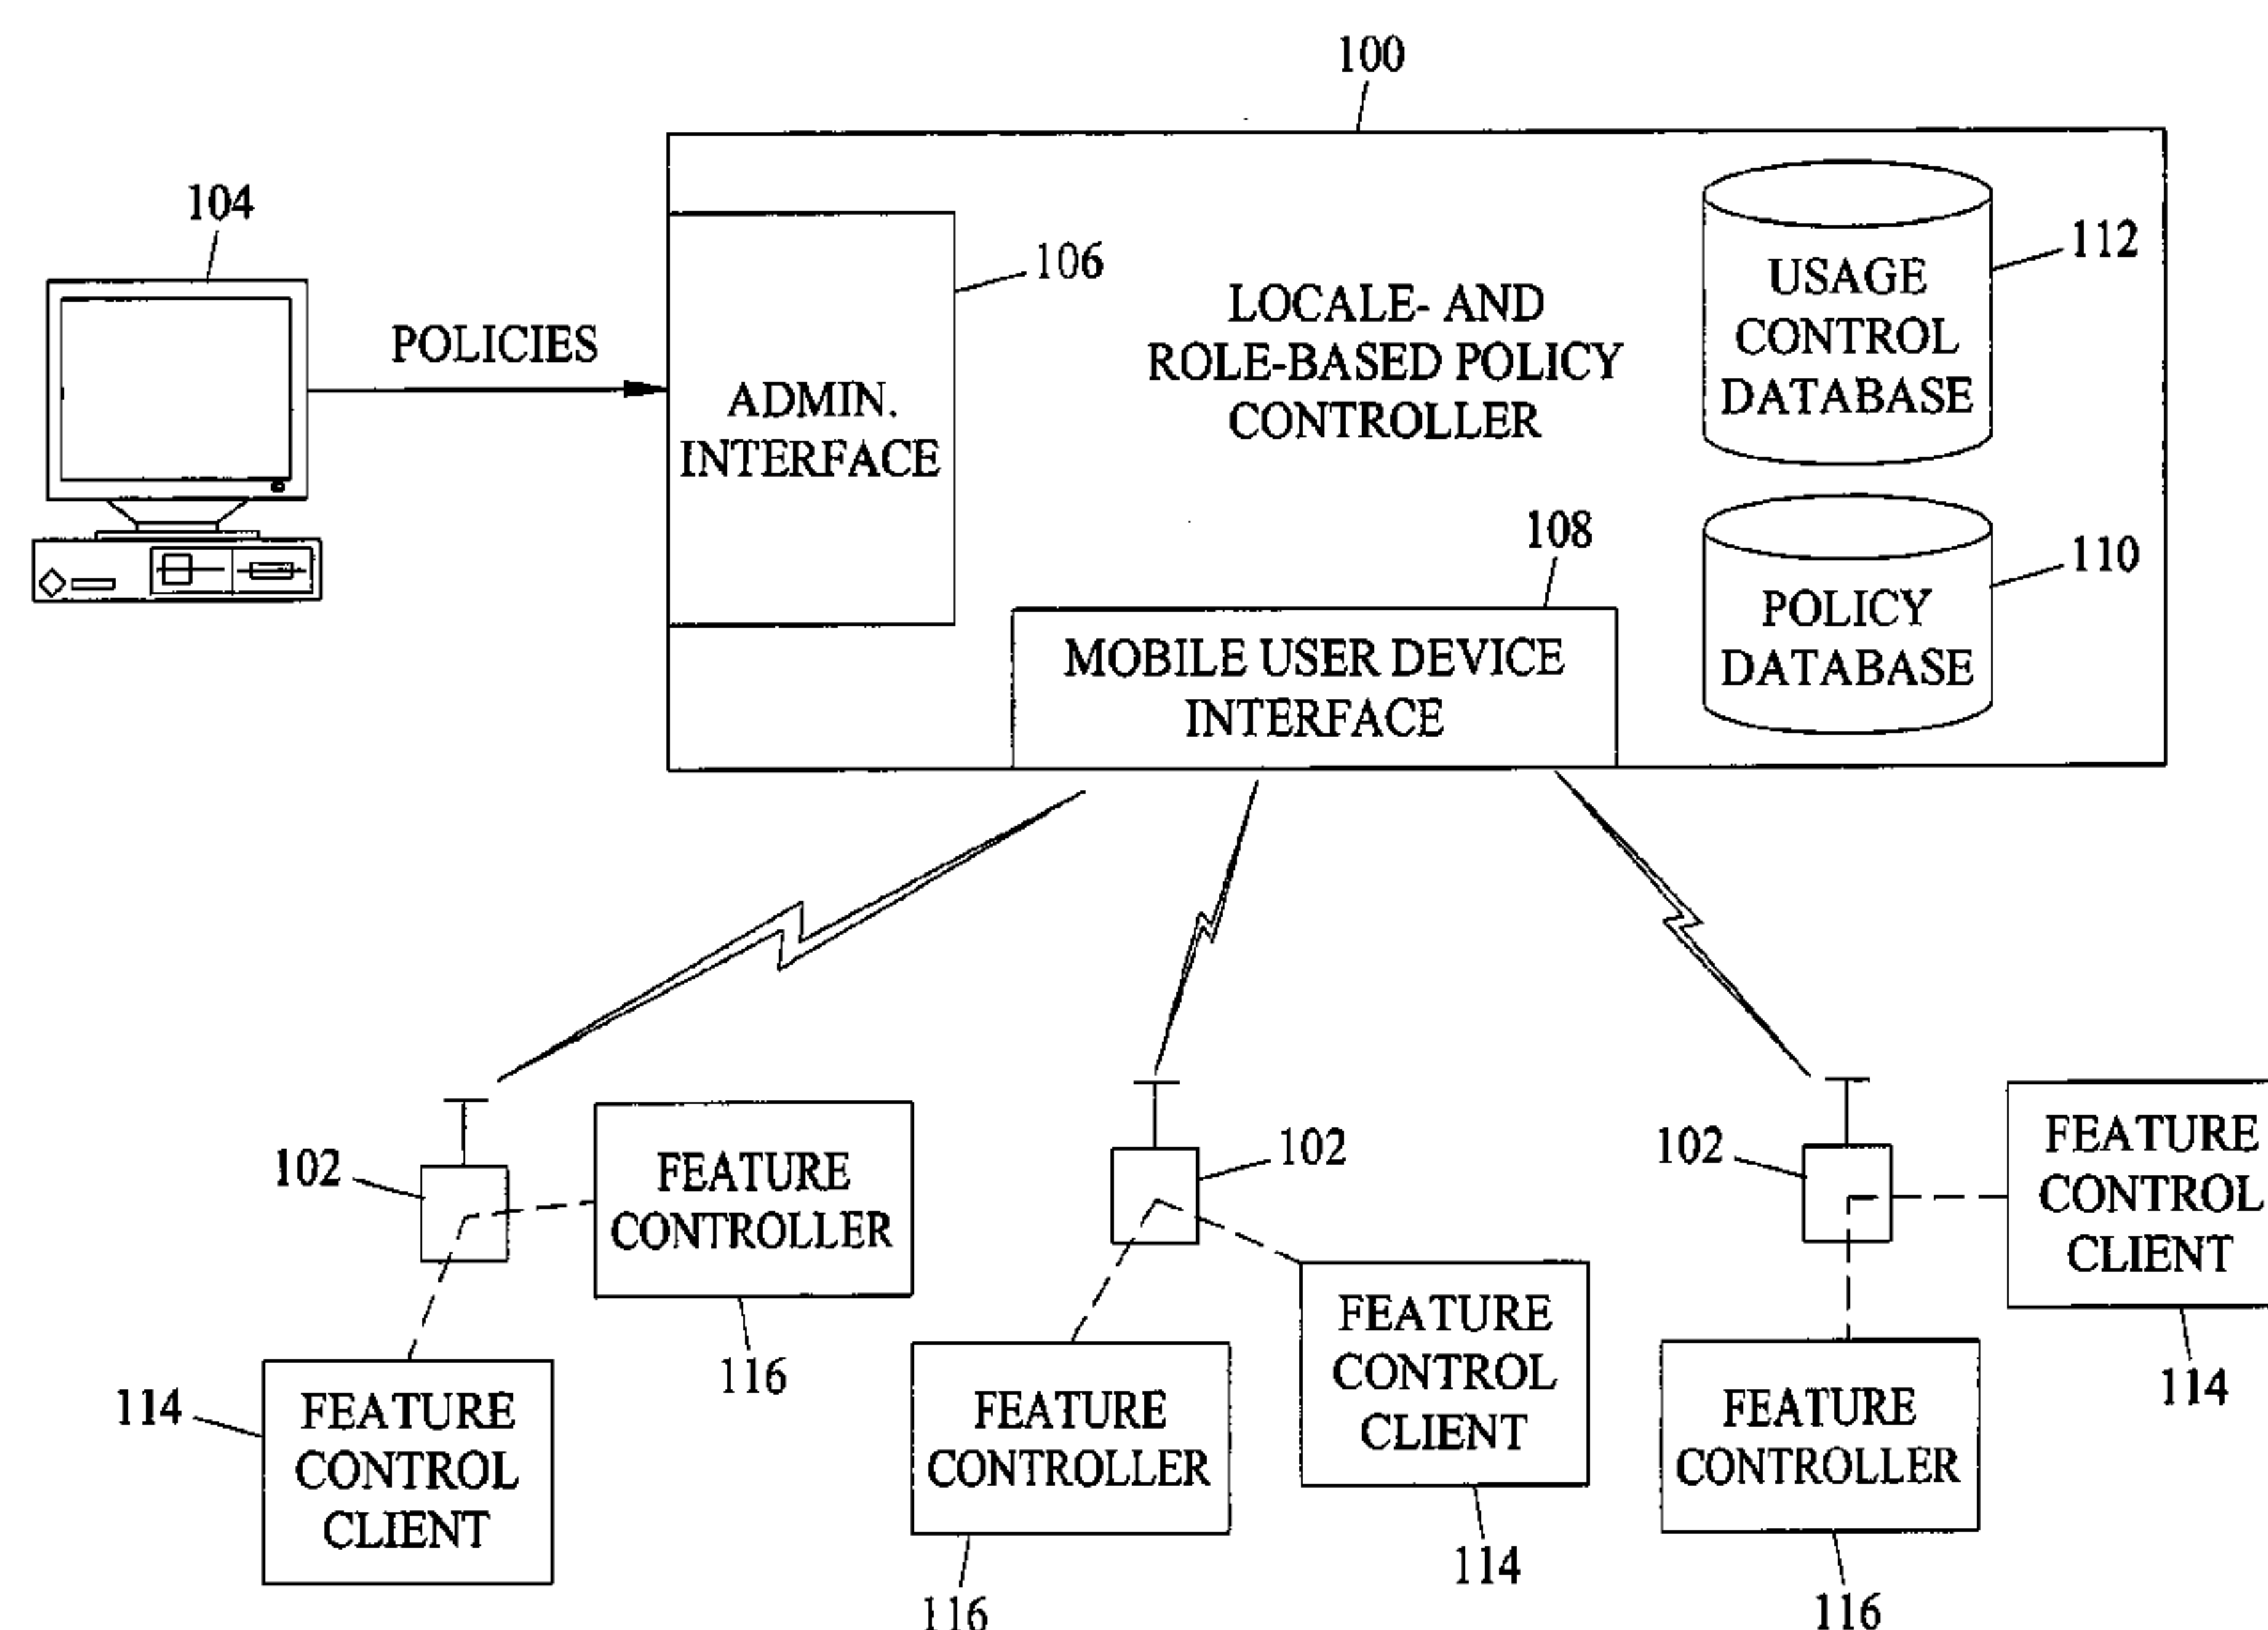 100
104
POLICIES
106
ADMIN.
INTERFACE
LOCALE- AND
ROLE-BASED POLICY
CONTROLLER
112
USAGE
CONTROL
DATABASE
110
POLICY
DATABASE
108
MOBILE USER DEVICE
INTERFACE
102
FEATURE
CONTROLLER
116
114
FEATURE
CONTROL
CLIENT
102
FEATURE
CONTROLLER
116
FEATURE
CONTROL
CLIENT
114
102
FEATURE
CONTROL
CLIENT
114
FEATURE
CONTROLLER
116